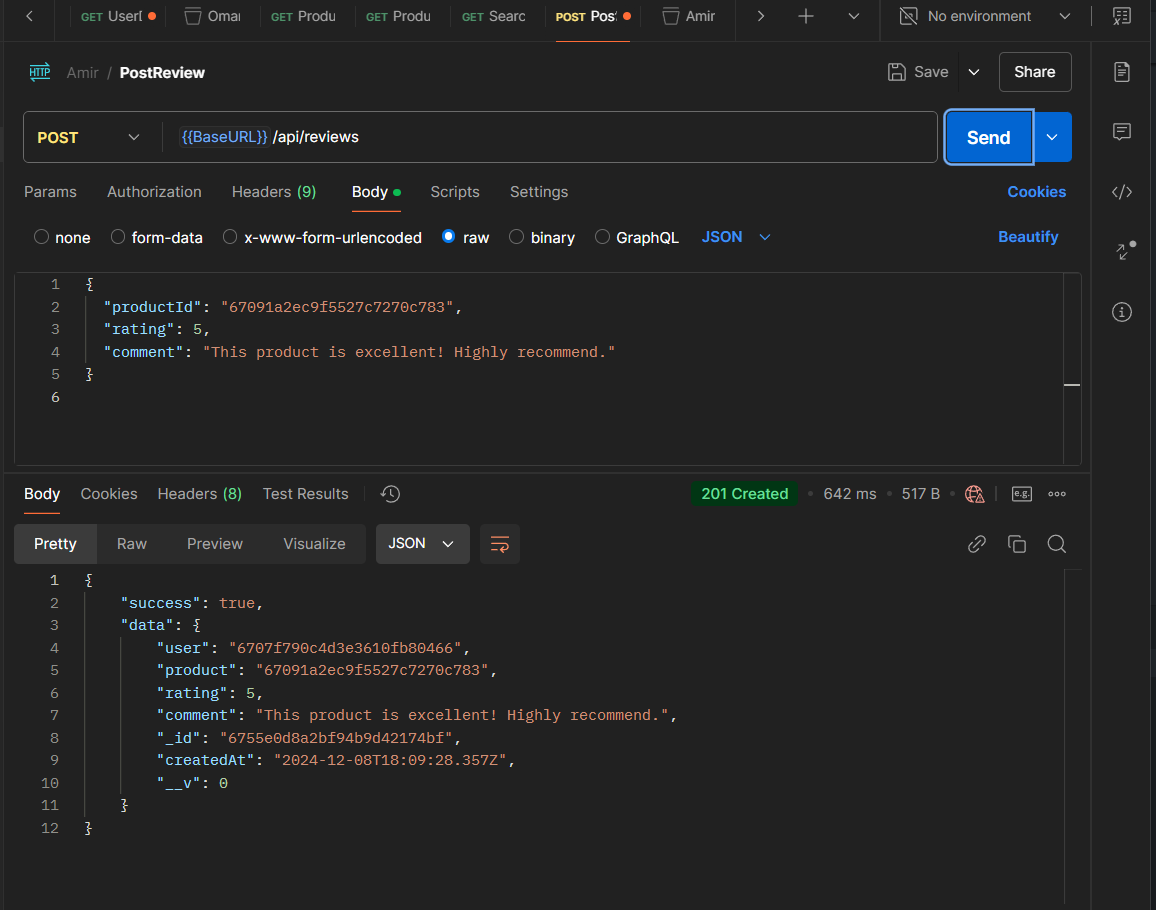 GET UserD
Omar
GET Produ
GET Produ
GET Searc
POST Pos
Amir
No environment
HTTP Amir / PostReview
Save
Share
POST
{{BaseURL}} /api/reviews
Send
Params Authorization Headers (9) Body Scripts Settings Cookies
none form-data x-www-form-urlencoded raw binary GraphQL JSON Beautify
1 {
2 "productId": "67091a2ec9f5527c7270c783",
3 "rating": 5,
4 "comment": "This product is excellent! Highly recommend."
5 }
6
Body Cookies Headers (8) Test Results 201 Created • 642 ms • 517 B e.g.
Pretty Raw Preview Visualize JSON
1 {
2 "success": true,
3 "data": {
4 "user": "6707f790c4d3e3610fb80466",
5 "product": "67091a2ec9f5527c7270c783",
6 "rating": 5,
7 "comment": "This product is excellent! Highly recommend.",
8 "_id": "6755e0d8a2bf94b9d42174bf",
9 "createdAt": "2024-12-08T18:09:28.357Z",
10 "__v": 0
11 }
12 }